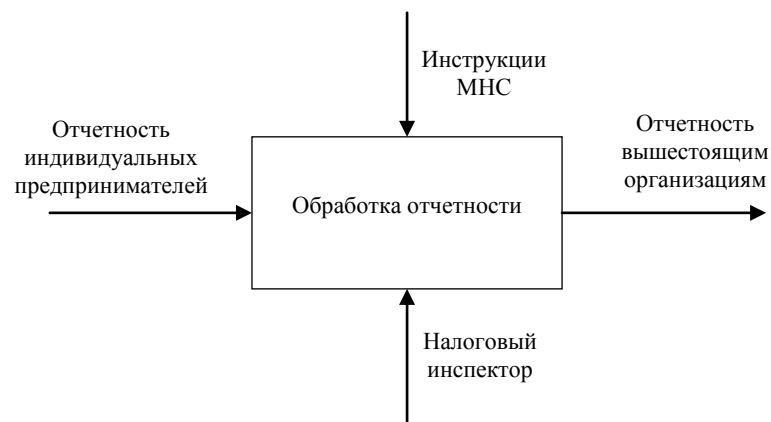 Инструкции
МНС
Отчетность
индивидуальных
предпринимателей
Отчетность
вышестоящим
организациям
Обработка отчетности
Налоговый
инспектор